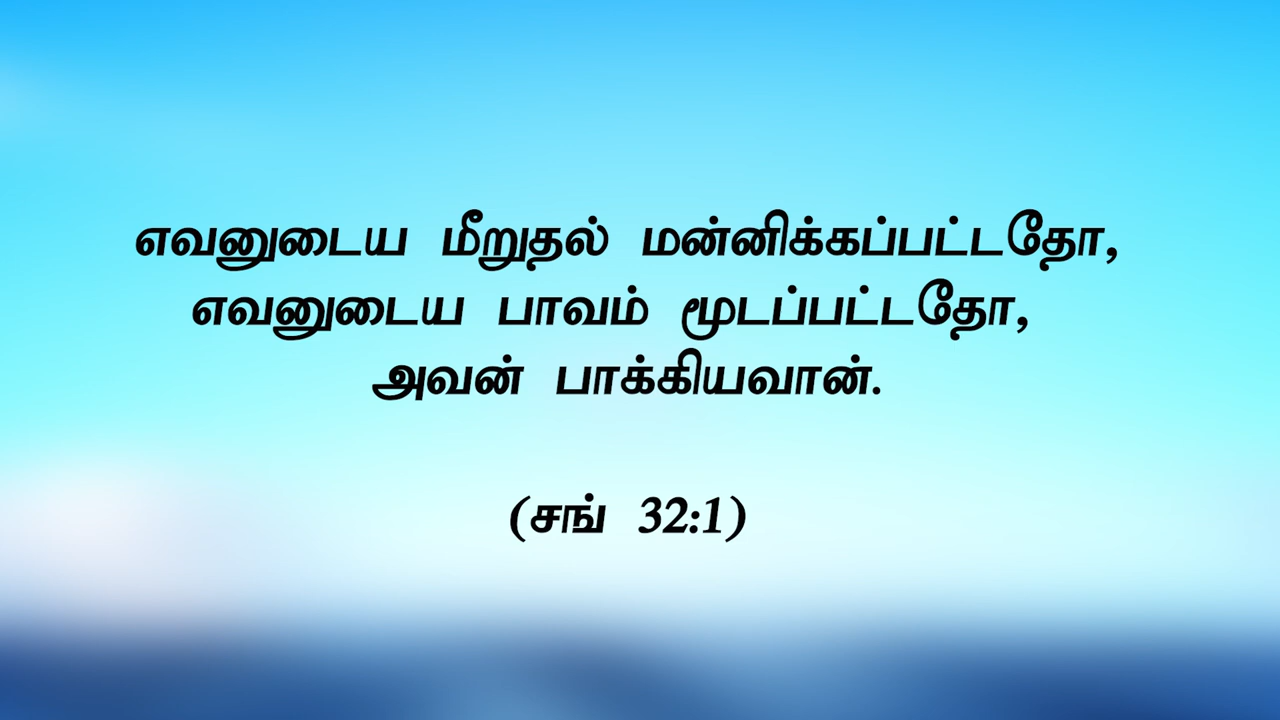 எவனுடைய மீறுதல் மன்னிக்கப்பட்டதோ,
எவனுடைய பாவம் மூடப்பட்டதோ,
அவன் பாக்கியவான்.
(சங் 32:1)